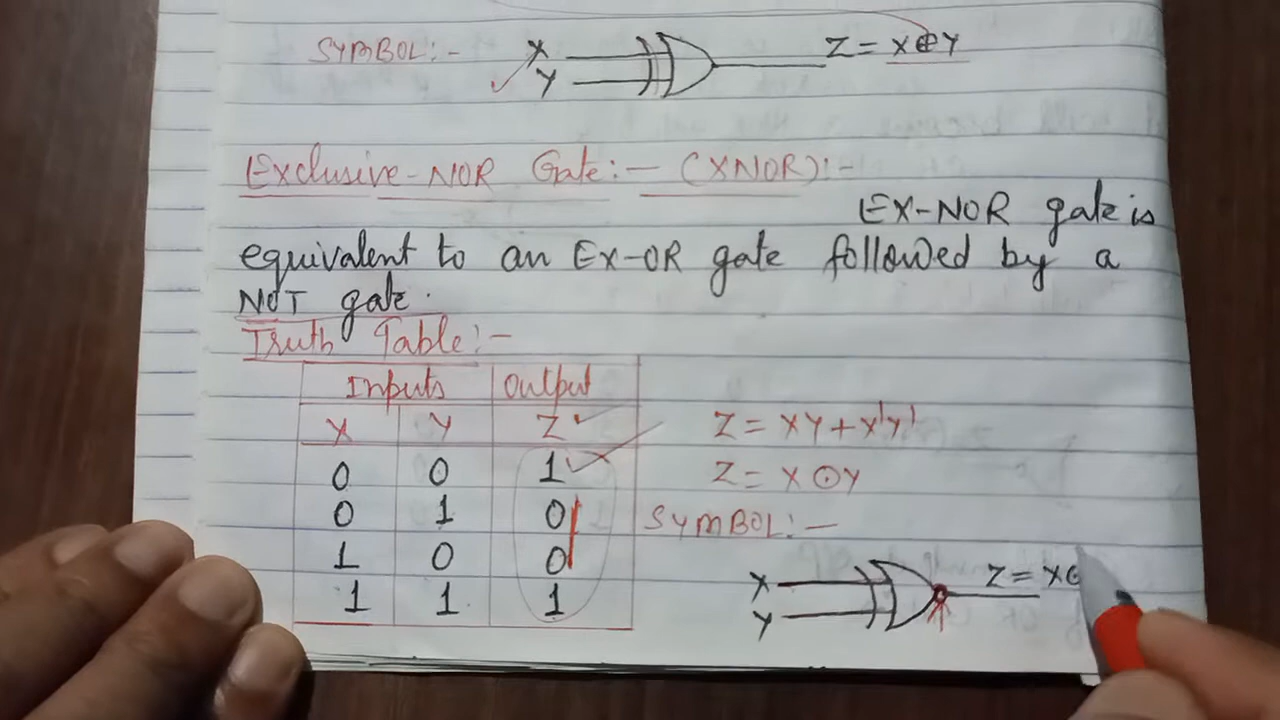 SYMBOL:-
X
Y
Z = X⊕Y
Exclusive-NOR Gate:- (XNOR):-
EX-NOR gate is
equivalent to an EX-OR gate followed by a
NOT gate.
Truth Table:-
Inputs Output
X Y Z
0 0 1
0 1 0
1 0 0
1 1 1
Z = XY + X'Y'
Z = X⊙Y
SYMBOL:-
X
Y
Z = X